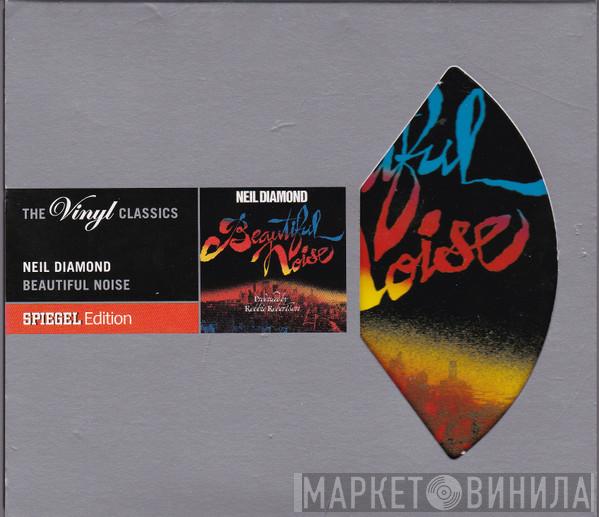 THE Vinyl CLASSICS
NEIL DIAMOND
BEAUTIFUL NOISE
SPIEGEL Edition
NEIL DIAMOND
Beautiful
Noise
Produced by
Robbie Robertson
iful
oise
МАРКЕТ ВИНИЛА